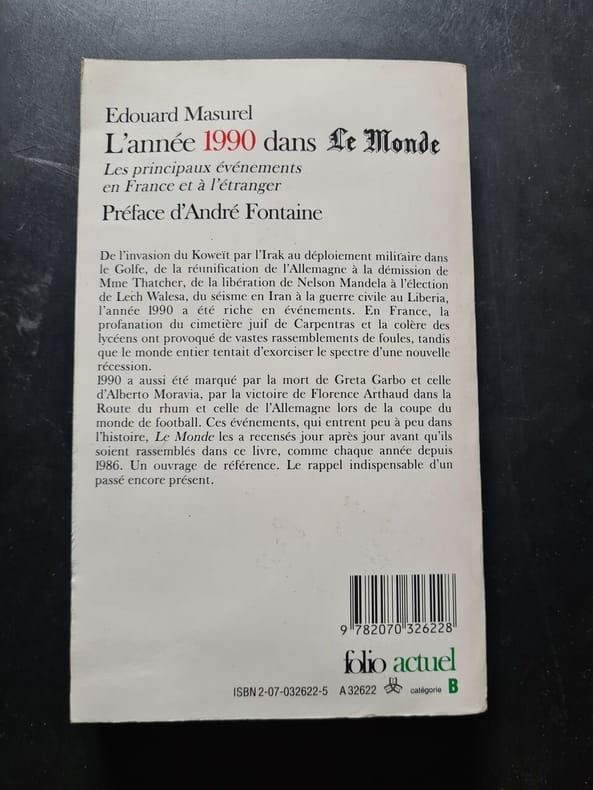 Edouard Masurel
L'année 1990 dans Le Monde
Les principaux événements
en France et à l'étranger
Préface d'André Fontaine
De l'invasion du Koweït par l'Irak au déploiement militaire dans
le Golfe, de la réunification de l'Allemagne à la démission de
Mme Thatcher, de la libération de Nelson Mandela à l'élection
de Lech Walesa, du séisme en Iran à la guerre civile au Liberia,
l'année 1990 a été riche en événements. En France, la
profanation du cimetière juif de Carpentras et la colère des
lycéens ont provoqué de vastes rassemblements de foules, tandis
que le monde entier tentait d'exorciser le spectre d'une nouvelle
récession.
1990 a aussi été marqué par la mort de Greta Garbo et celle
d'Alberto Moravia, par la victoire de Florence Arthaud dans la
Route du rhum et celle de l'Allemagne lors de la coupe du
monde de football. Ces événements, qui entrent peu à peu dans
l'histoire, Le Monde les a recensés jour après jour avant qu'ils
soient rassemblés dans ce livre, comme chaque année depuis
1986. Un ouvrage de référence. Le rappel indispensable d'un
passé encore présent.
9 782070 326228
folio actuel
ISBN 2-07-032622-5 A 32622 catégorie B